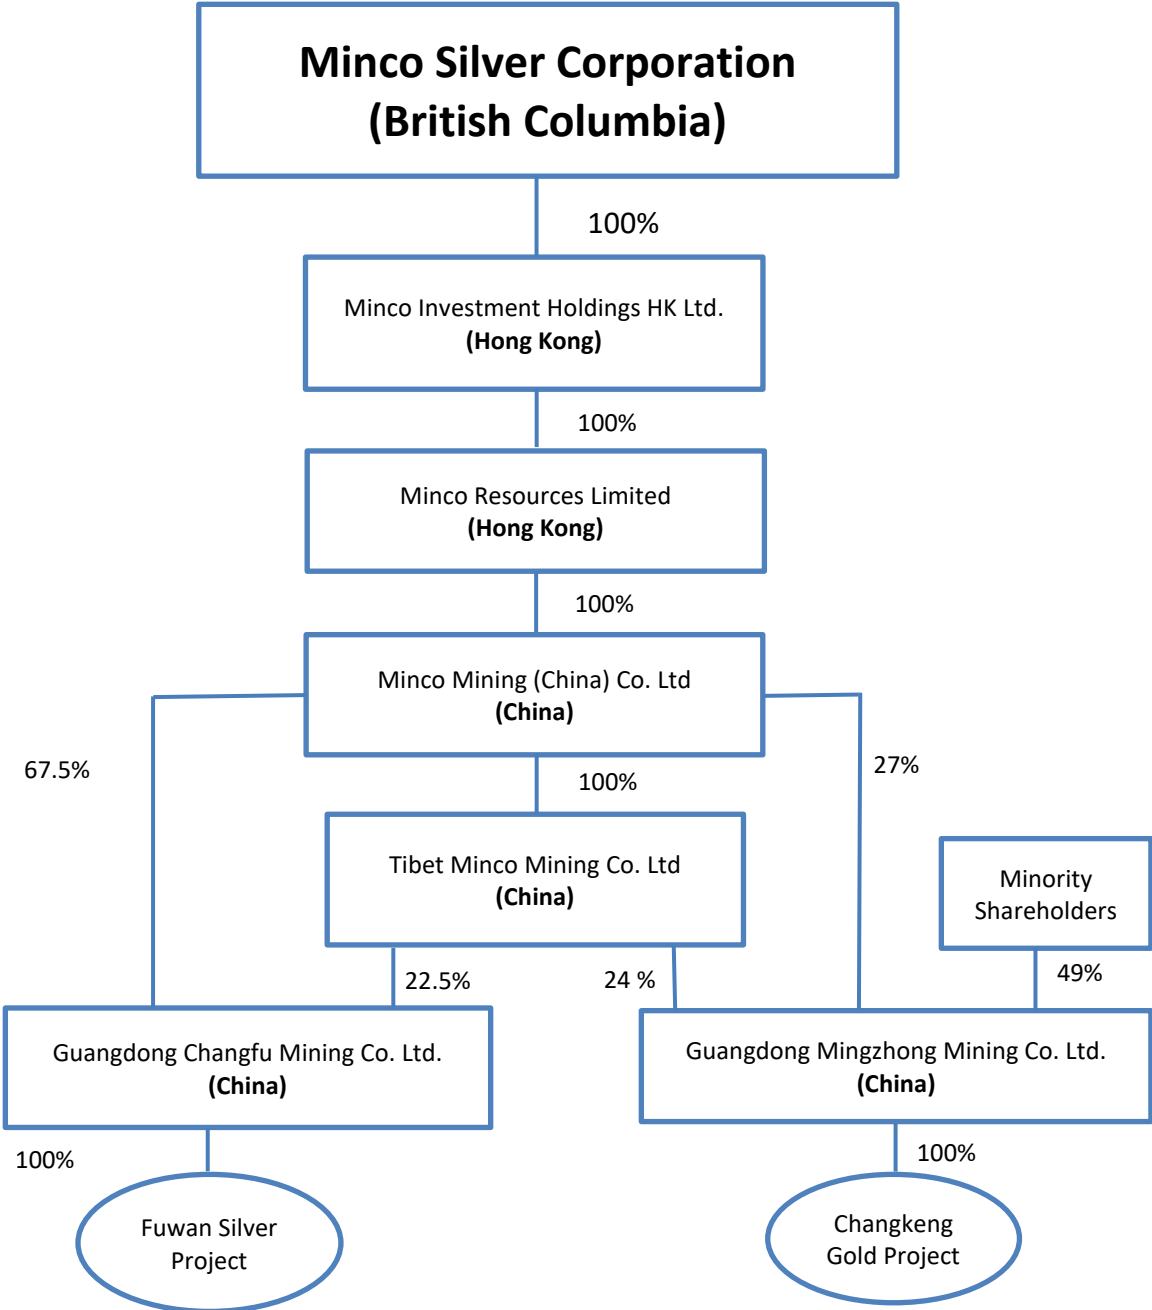 Minco Silver Corporation
(British Columbia)
100%
Minco Investment Holdings HK Ltd.
(Hong Kong)
100%
Minco Resources Limited
(Hong Kong)
100%
Minco Mining (China) Co. Ltd
(China)
67.5%
27%
100%
Tibet Minco Mining Co. Ltd
(China)
Minority
Shareholders
22.5%
24 %
49%
Guangdong Changfu Mining Co. Ltd.
(China)
Guangdong Mingzhong Mining Co. Ltd.
(China)
100%
100%
Fuwan Silver
Project
Changkeng
Gold Project